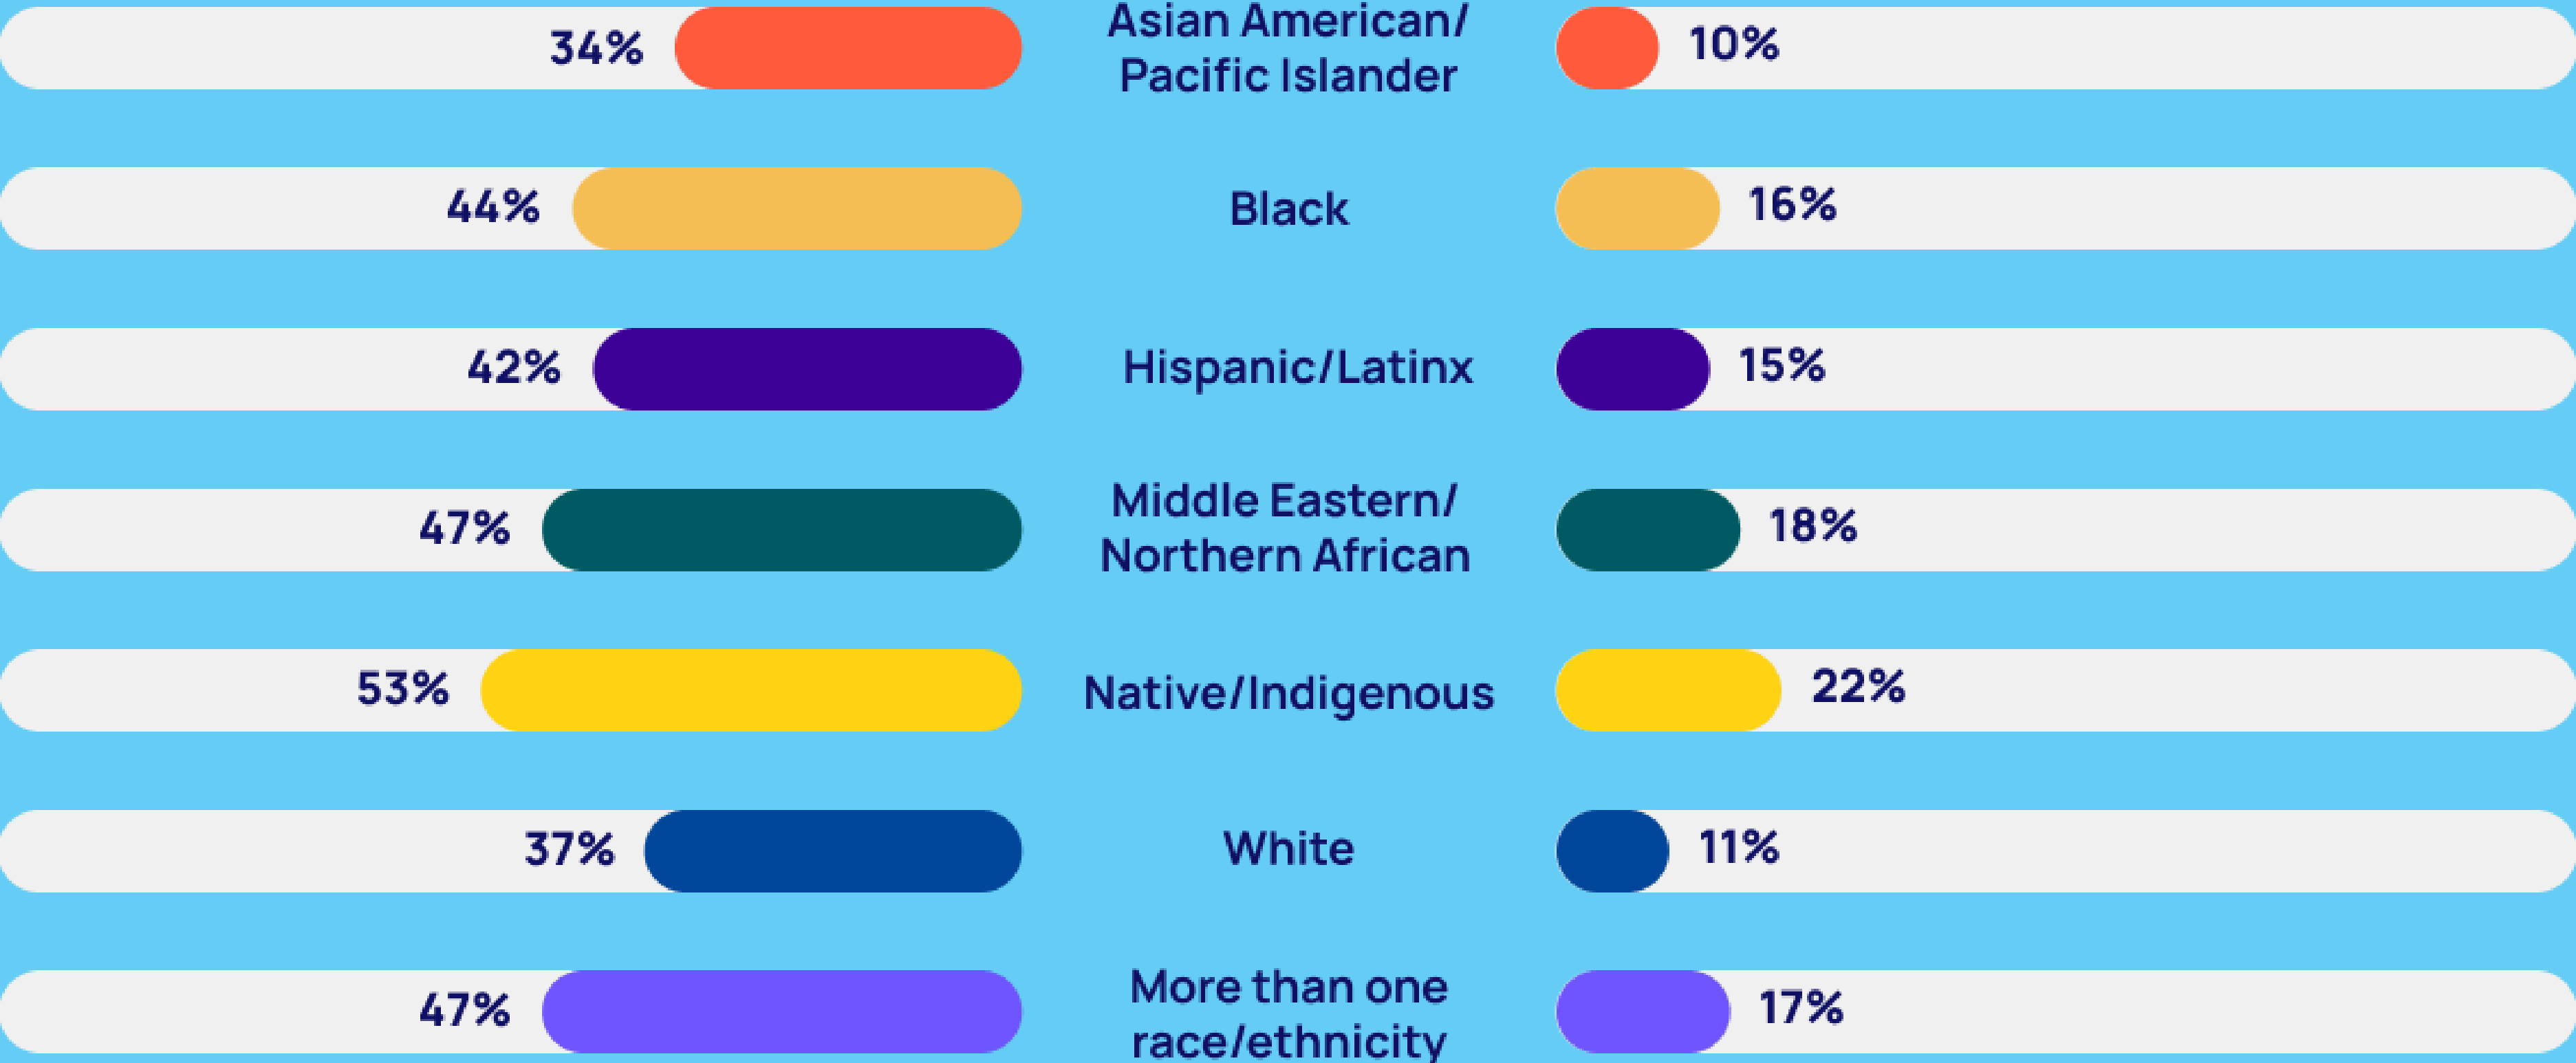 34%
Asian American/
Pacific Islander
10%
44%
Black
16%
42%
Hispanic/Latinx
15%
47%
Middle Eastern/
Northern African
18%
53%
Native/Indigenous
22%
37%
White
11%
47%
More than one
race/ethnicity
17%